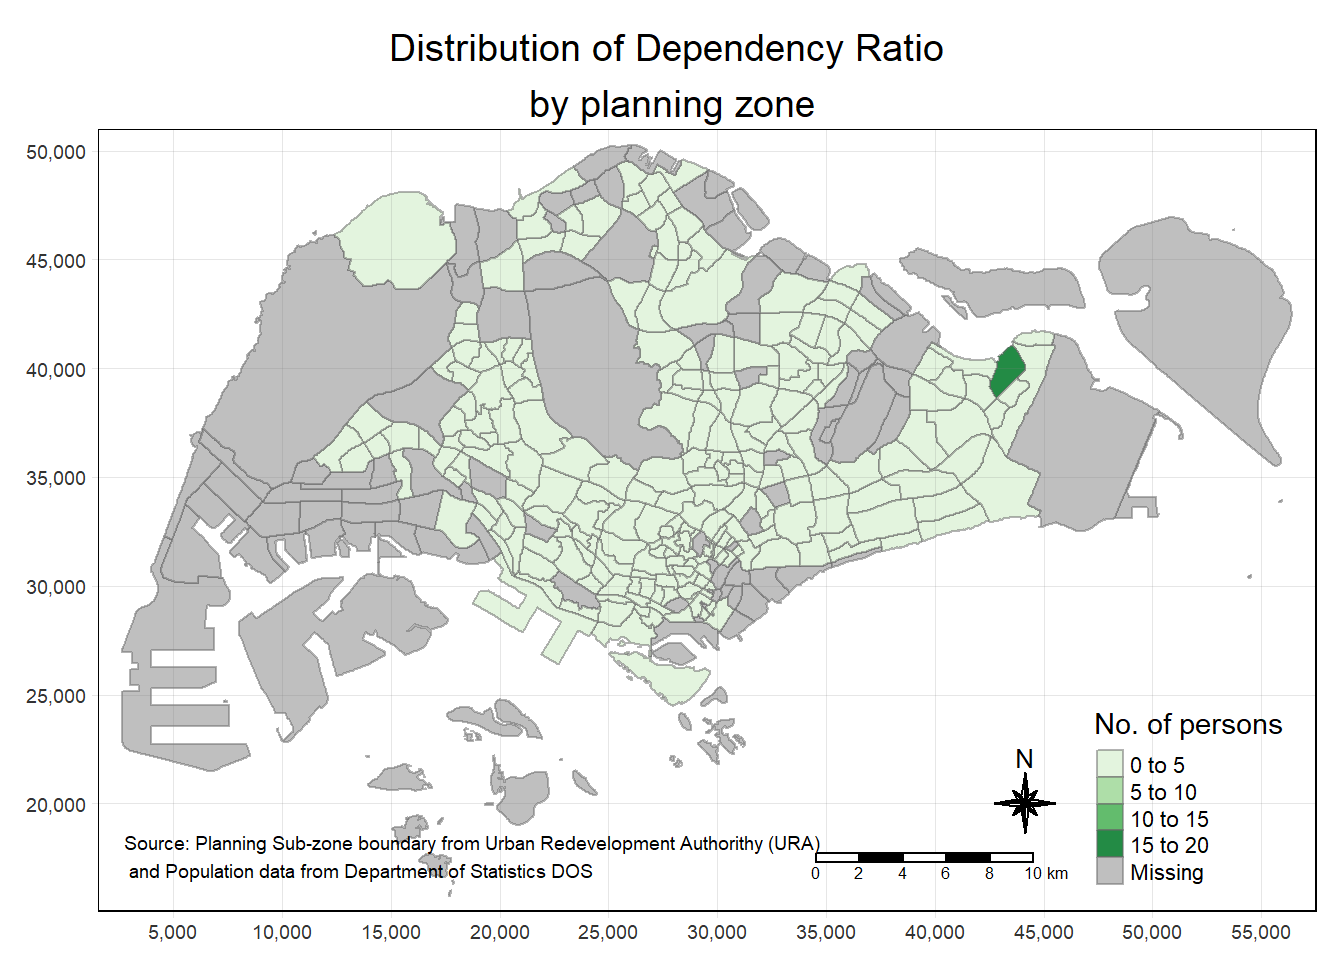 Distribution of Dependency Ratio
by planning zone
50,000
45,000
40,000
35,000
30,000
25,000
20,000
No. of persons
0 to 5
5 to 10
10 to 15
15 to 20
Missing
N
Source: Planning Sub-zone boundary from Urban Redevelopment Authorithy (URA)
and Population data from Department of Statistics DOS
0 2 4 6 8 10 km
5,000 10,000 15,000 20,000 25,000 30,000 35,000 40,000 45,000 50,000 55,000